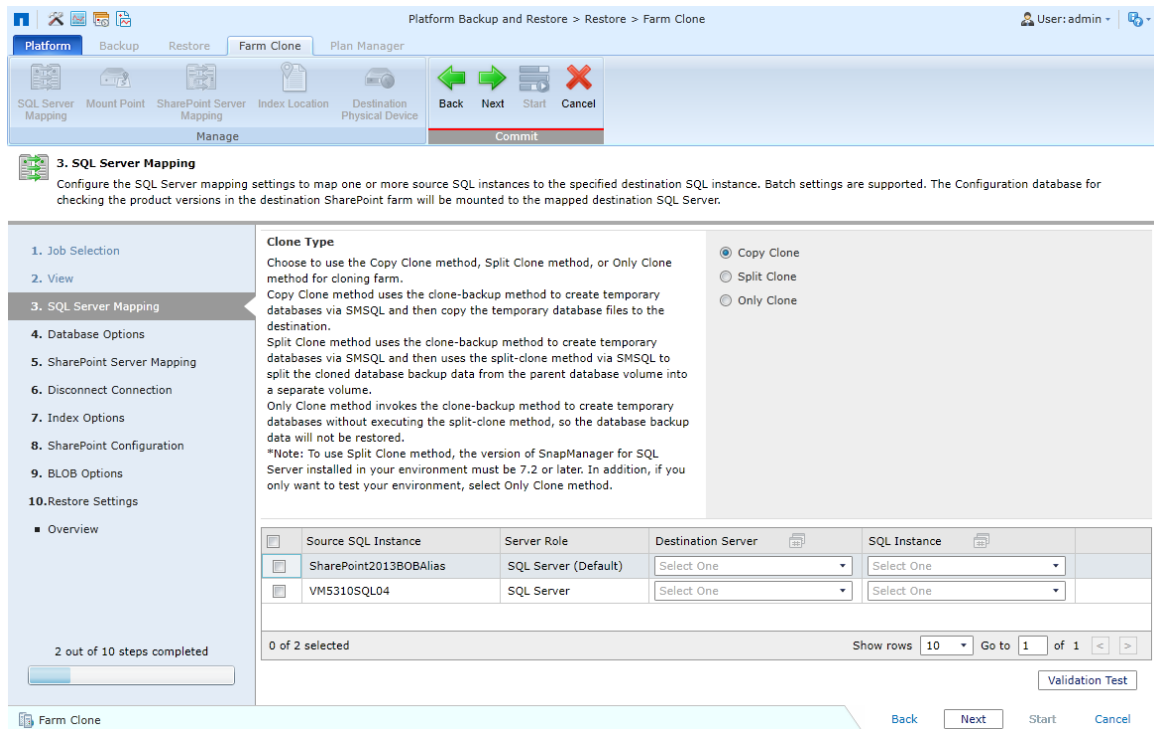 Platform Backup and Restore > Restore > Farm Clone
User: admin
Platform Backup Restore Farm Clone Plan Manager
SQL Server Mapping
Mount Point
SharePoint Server Mapping
Index Location
Destination Physical Device
Back
Next
Start
Cancel
Manage
Commit
3. SQL Server Mapping
Configure the SQL Server mapping settings to map one or more source SQL instances to the specified destination SQL instance. Batch settings are supported. The Configuration database for
checking the product versions in the destination SharePoint farm will be mounted to the mapped destination SQL Server.
1. Job Selection
2. View
3. SQL Server Mapping
4. Database Options
5. SharePoint Server Mapping
6. Disconnect Connection
7. Index Options
8. SharePoint Configuration
9. BLOB Options
10.Restore Settings
Overview
2 out of 10 steps completed
Clone Type
Choose to use the Copy Clone method, Split Clone method, or Only Clone
method for cloning farm.
Copy Clone method uses the clone-backup method to create temporary
databases via SMSQL and then copy the temporary database files to the
destination.
Split Clone method uses the clone-backup method to create temporary
databases via SMSQL and then uses the split-clone method via SMSQL to
split the cloned database backup data from the parent database volume into
a separate volume.
Only Clone method invokes the clone-backup method to create temporary
databases without executing the split-clone method, so the database backup
data will not be restored.
*Note: To use Split Clone method, the version of SnapManager for SQL
Server installed in your environment must be 7.2 or later. In addition, if you
only want to test your environment, select Only Clone method.
Copy Clone
Split Clone
Only Clone
Source SQL Instance Server Role Destination Server SQL Instance
SharePoint2013BOBAlias SQL Server (Default) Select One Select One
VM5310SQL04 SQL Server Select One Select One
0 of 2 selected Show rows 10 Go to 1 of 1 < >
Validation Test
Farm Clone Back Next Start Cancel